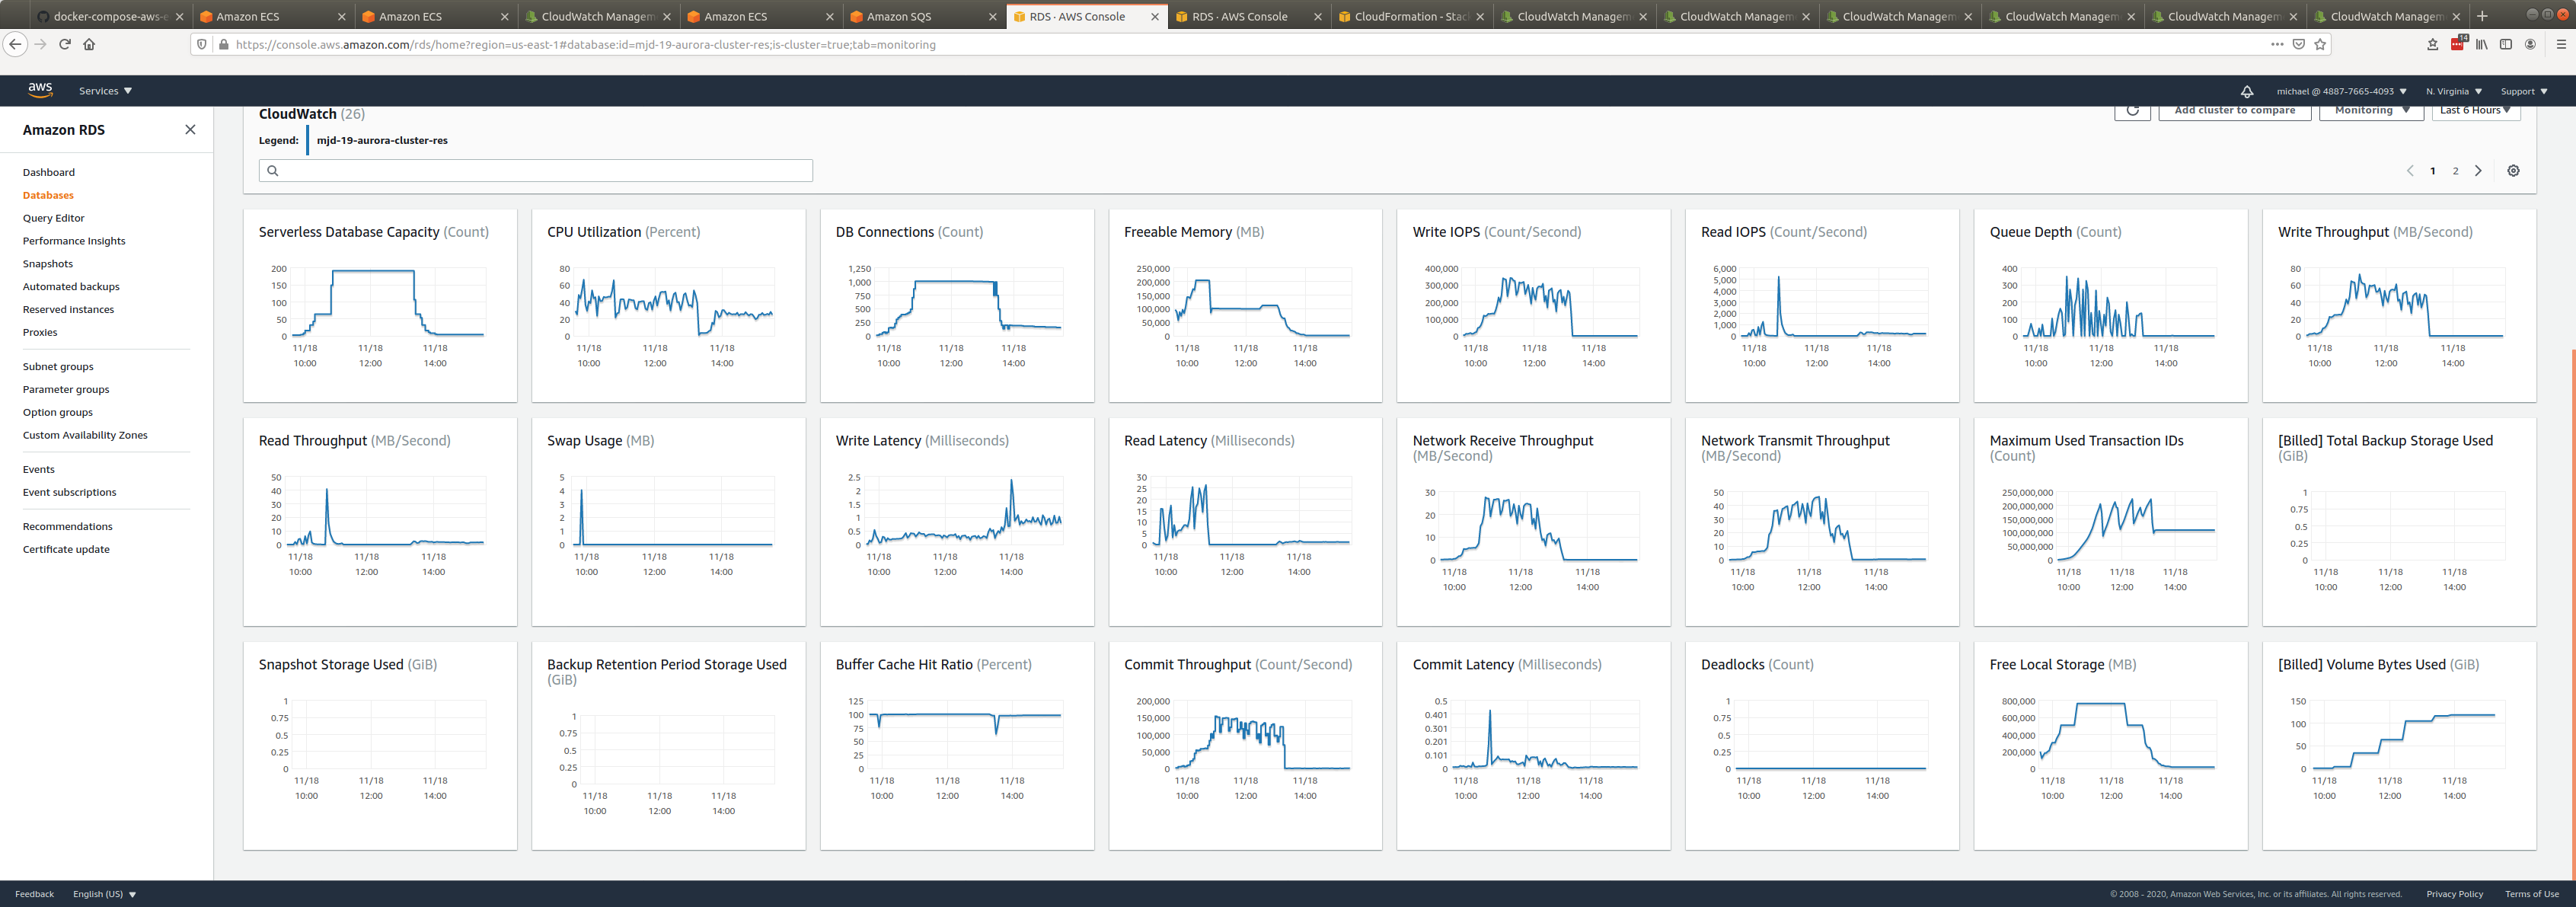 docker-compose-aws-e
Amazon ECS
Amazon ECS
CloudWatch Managem
Amazon ECS
Amazon SQS
RDS · AWS Console
RDS · AWS Console
CloudFormation - Stack
CloudWatch Managem
CloudWatch Managem
CloudWatch Managem
CloudWatch Managem
CloudWatch Managem
CloudWatch Managem
https://console.aws.amazon.com/rds/home?region=us-east-1#database:id=mjd-19-aurora-cluster-res;is-cluster=true;tab=monitoring
14
aws
Services
michael @ 4887-7665-4093
N. Virginia
Support
Amazon RDS
Dashboard
Databases
Query Editor
Performance Insights
Snapshots
Automated backups
Reserved instances
Proxies
Subnet groups
Parameter groups
Option groups
Custom Availability Zones
Events
Event subscriptions
Recommendations
Certificate update
CloudWatch (26)
Add cluster to compare
Monitoring
Last 6 Hours
Legend: mjd-19-aurora-cluster-res
1 2
Serverless Database Capacity (Count)
200
150
100
50
0
11/18 11/18 11/18
10:00 12:00 14:00
CPU Utilization (Percent)
80
60
40
20
0
11/18 11/18 11/18
10:00 12:00 14:00
DB Connections (Count)
1,250
1,000
750
500
250
0
11/18 11/18 11/18
10:00 12:00 14:00
Freeable Memory (MB)
250,000
200,000
150,000
100,000
50,000
0
11/18 11/18 11/18
10:00 12:00 14:00
Write IOPS (Count/Second)
400,000
300,000
200,000
100,000
0
11/18 11/18 11/18
10:00 12:00 14:00
Read IOPS (Count/Second)
6,000
5,000
4,000
3,000
2,000
1,000
0
11/18 11/18 11/18
10:00 12:00 14:00
Queue Depth (Count)
400
300
200
100
0
11/18 11/18 11/18
10:00 12:00 14:00
Write Throughput (MB/Second)
80
60
40
20
0
11/18 11/18 11/18
10:00 12:00 14:00
Read Throughput (MB/Second)
50
40
30
20
10
0
11/18 11/18 11/18
10:00 12:00 14:00
Swap Usage (MB)
5
4
3
2
1
0
11/18 11/18 11/18
10:00 12:00 14:00
Write Latency (Milliseconds)
2.5
2
1.5
1
0.5
0
11/18 11/18 11/18
10:00 12:00 14:00
Read Latency (Milliseconds)
30
25
20
15
10
5
0
11/18 11/18 11/18
10:00 12:00 14:00
Network Receive Throughput
(MB/Second)
30
20
10
0
11/18 11/18 11/18
10:00 12:00 14:00
Network Transmit Throughput
(MB/Second)
50
40
30
20
10
0
11/18 11/18 11/18
10:00 12:00 14:00
Maximum Used Transaction IDs
(Count)
250,000,000
200,000,000
150,000,000
100,000,000
50,000,000
0
11/18 11/18 11/18
10:00 12:00 14:00
[Billed] Total Backup Storage Used
(GiB)
1
0.75
0.5
0.25
0
11/18 11/18 11/18
10:00 12:00 14:00
Snapshot Storage Used (GiB)
1
0.75
0.5
0.25
0
11/18 11/18 11/18
10:00 12:00 14:00
Backup Retention Period Storage Used
(GiB)
1
0.75
0.5
0.25
0
11/18 11/18 11/18
10:00 12:00 14:00
Buffer Cache Hit Ratio (Percent)
125
100
75
50
25
0
11/18 11/18 11/18
10:00 12:00 14:00
Commit Throughput (Count/Second)
200,000
150,000
100,000
50,000
0
11/18 11/18 11/18
10:00 12:00 14:00
Commit Latency (Milliseconds)
0.5
0.401
0.301
0.201
0.101
0
11/18 11/18 11/18
10:00 12:00 14:00
Deadlocks (Count)
1
0.75
0.5
0.25
0
11/18 11/18 11/18
10:00 12:00 14:00
Free Local Storage (MB)
800,000
600,000
400,000
200,000
0
11/18 11/18 11/18
10:00 12:00 14:00
[Billed] Volume Bytes Used (GiB)
150
100
50
0
11/18 11/18 11/18
10:00 12:00 14:00
Feedback
English (US)
© 2008 - 2020, Amazon Web Services, Inc. or its affiliates. All rights reserved.
Privacy Policy
Terms of Use